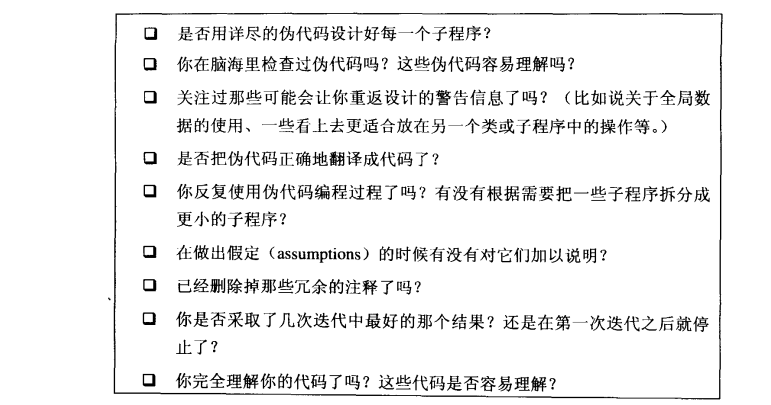 □ 是否用详尽的伪代码设计好每一个子程序？
□ 你在脑海里检查过伪代码吗？这些伪代码容易理解吗？
□ 关注过那些可能会让你重返设计的警告信息了吗？（比如说关于全局数
据的使用、一些看上去更适合放在另一个类或子程序中的操作等。）
□ 是否把伪代码正确地翻译成代码了？
□ 你反复使用伪代码编程过程了吗？有没有根据需要把一些子程序拆分成
更小的子程序？
□ 在做出假定（assumptions）的时候有没有对它们加以说明？
□ 已经删除掉那些冗余的注释了吗？
□ 你是否采取了几次迭代中最好的那个结果？还是在第一次迭代之后就停
止了？
□ 你完全理解你的代码了吗？这些代码是否容易理解？